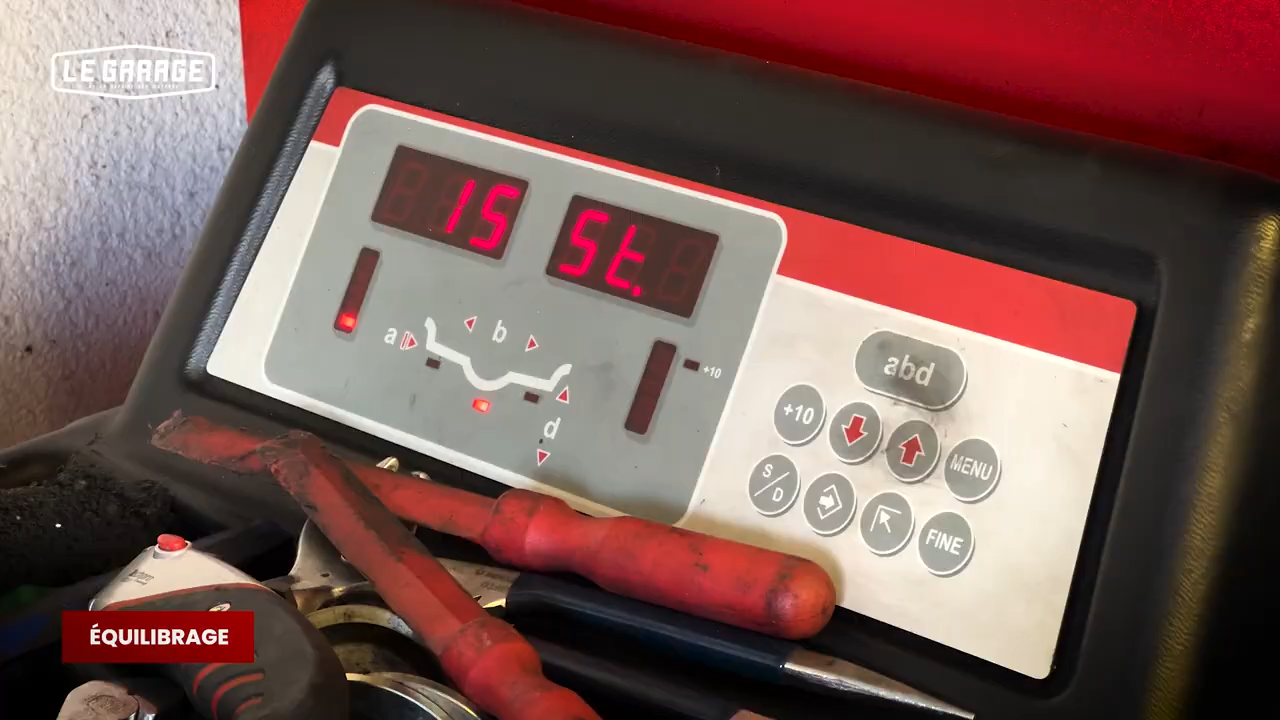 LE GARAGE
15 St.
a b
+10
d
abd
+10
MENU
S/D
FINE
ÉQUILIBRAGE